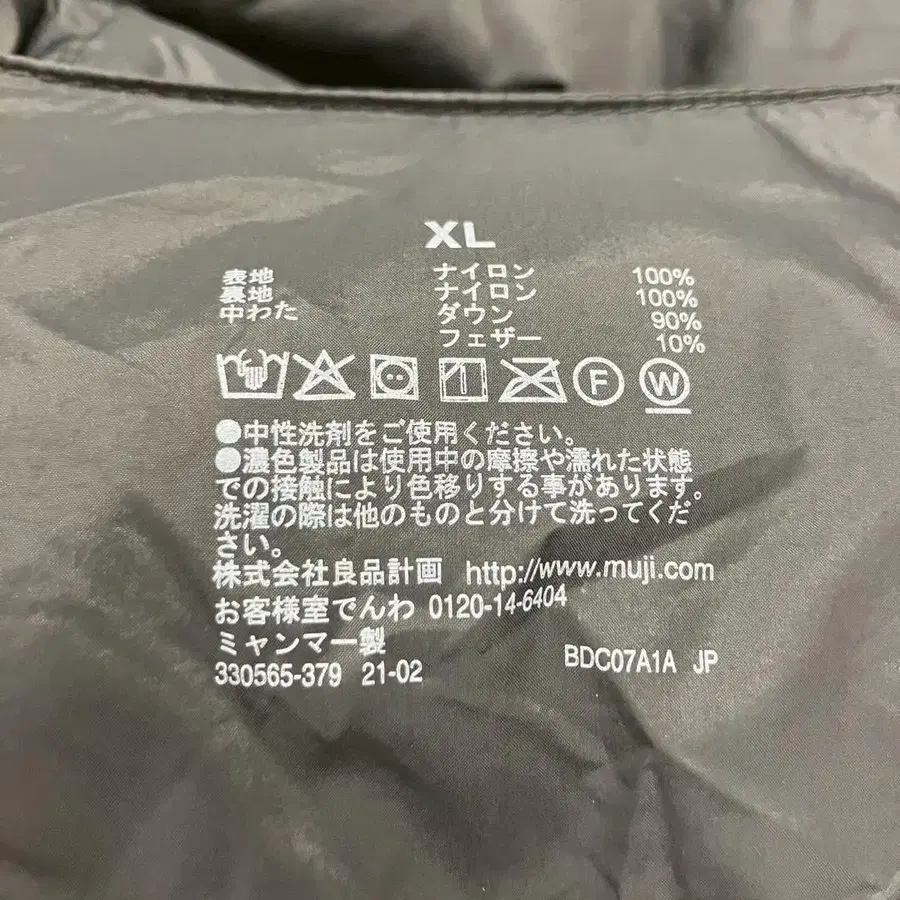 XL
表地 ナイロン 100%
裏地 ナイロン 100%
中わた ダウン 90%
フェザー 10%
F W
●中性洗剤をご使用ください。
●濃色製品は使用中の摩擦や濡れた状態
での接触により色移りする事があります。
洗濯の際は他のものと分けて洗ってくだ
さい。
株式会社良品計画 http://www.muji.com
お客様室でんわ 0120-14-6404
ミャンマー製
330565-379 21-02 BDC07A1A JP